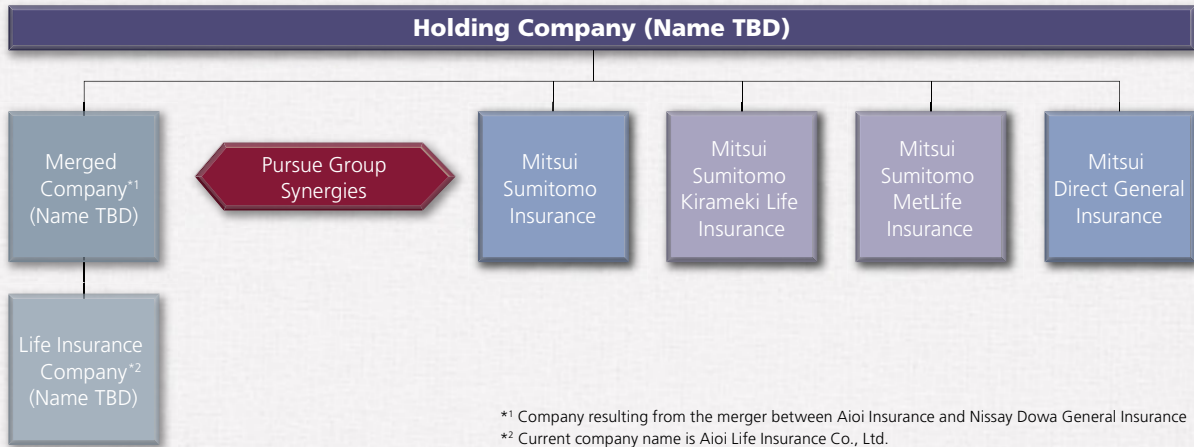 Holding Company (Name TBD)
Merged
Company*1
(Name TBD)
Pursue Group
Synergies
Mitsui
Sumitomo
Insurance
Mitsui
Sumitomo
Kirameki Life
Insurance
Mitsui
Sumitomo
MetLife
Insurance
Mitsui
Direct General
Insurance
Life Insurance
Company*2
(Name TBD)
*1 Company resulting from the merger between Aioi Insurance and Nissay Dowa General Insurance
*2 Current company name is Aioi Life Insurance Co., Ltd.